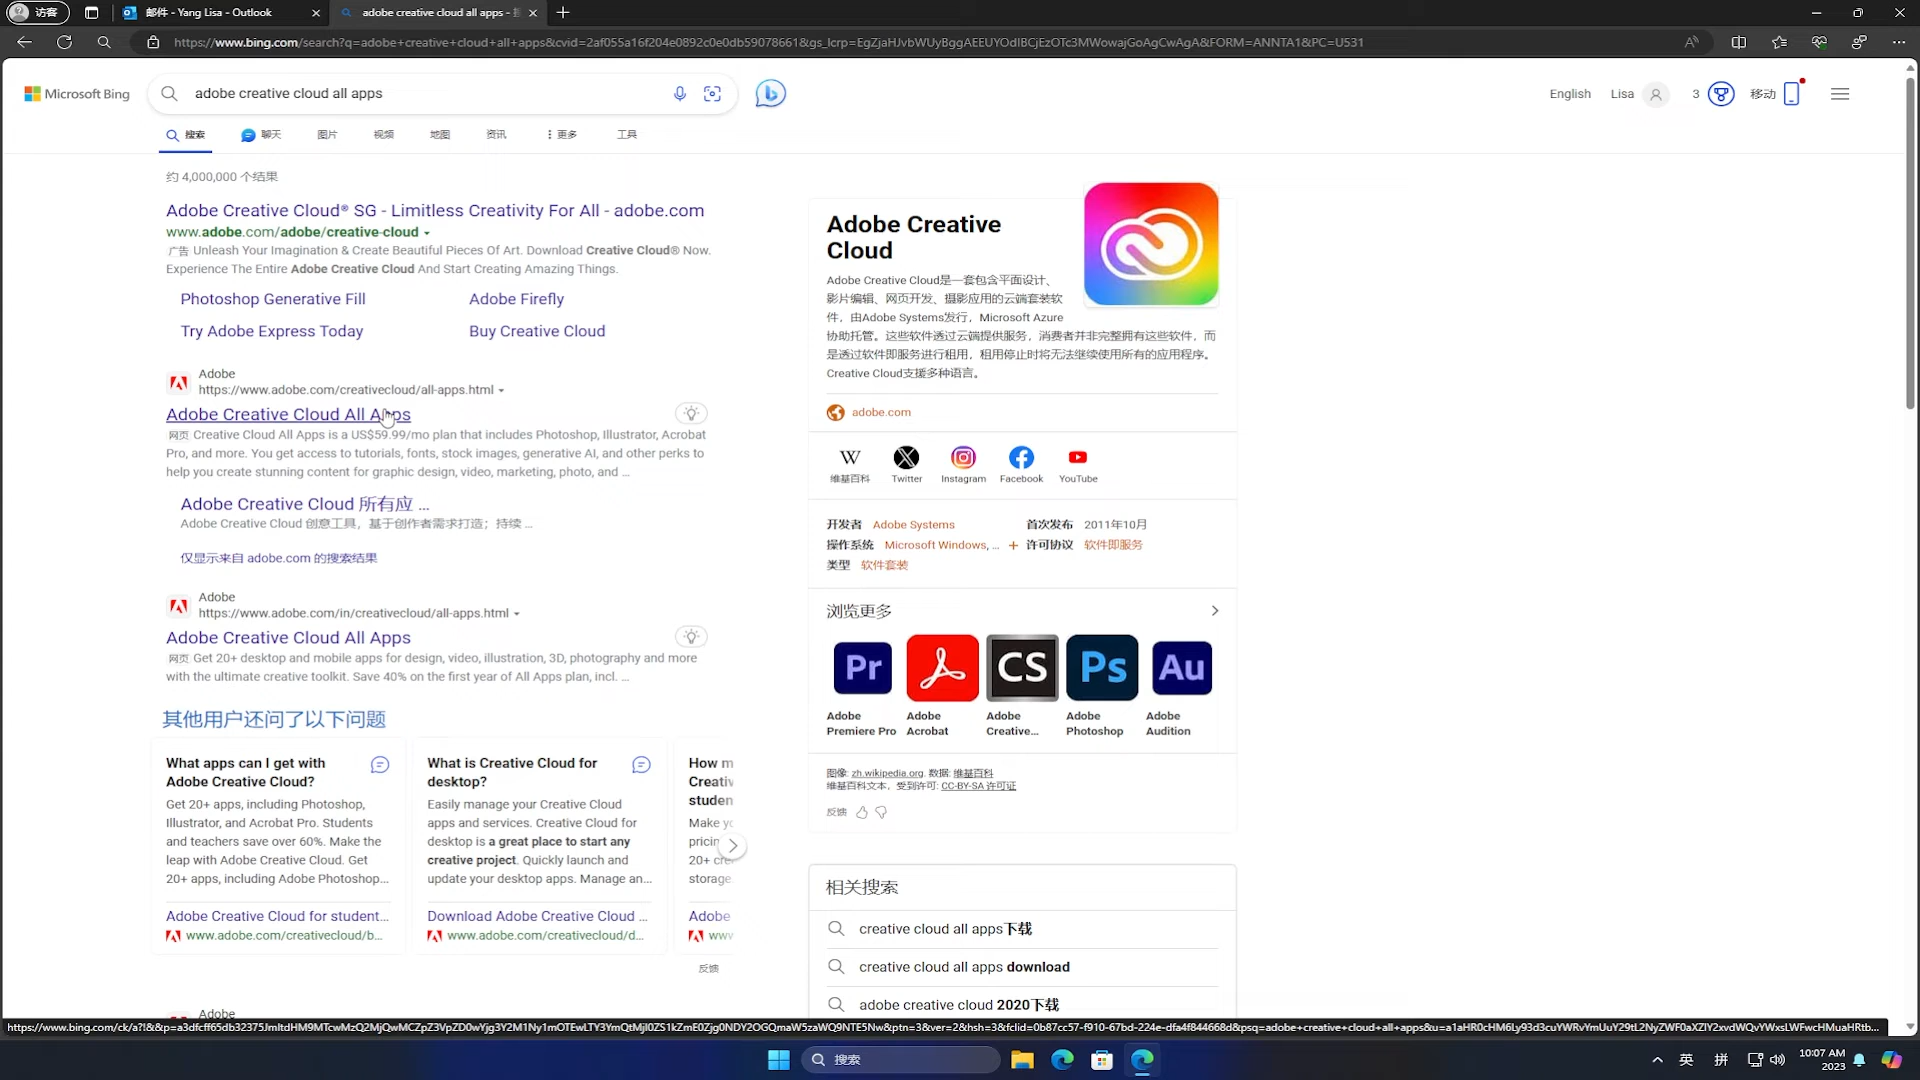 访客
邮件 - Yang Lisa - Outlook
adobe creative cloud all apps -
https://www.bing.com/search?q=adobe+creative+cloud+all+apps&cvid=2af055a16f204e0892c0e0db59078661&gs_lcrp=EgZjaHJvbWUyBggAEEUYOdIBCjEzOTc3MWowajGoAgCwAgA&FORM=ANNTA1&PC=U531
Microsoft Bing
adobe creative cloud all apps
English
Lisa
3
移动
搜索
聊天
图片
视频
地图
资讯
更多
工具
约 4,000,000 个结果
Adobe Creative Cloud® SG - Limitless Creativity For All - adobe.com
www.adobe.com/adobe/creative-cloud
广告 Unleash Your Imagination & Create Beautiful Pieces Of Art. Download Creative Cloud® Now.
Experience The Entire Adobe Creative Cloud And Start Creating Amazing Things.
Photoshop Generative Fill
Adobe Firefly
Try Adobe Express Today
Buy Creative Cloud
Adobe
https://www.adobe.com/creativecloud/all-apps.html
Adobe Creative Cloud All Apps
网页 Creative Cloud All Apps is a US$59.99/mo plan that includes Photoshop, Illustrator, Acrobat
Pro, and more. You get access to tutorials, fonts, stock images, generative AI, and other perks to
help you create stunning content for graphic design, video, marketing, photo, and ...
Adobe Creative Cloud 所有应 ...
Adobe Creative Cloud 创意工具，基于创作者需求打造；持续 ...
仅显示来自 adobe.com 的搜索结果
Adobe
https://www.adobe.com/in/creativecloud/all-apps.html
Adobe Creative Cloud All Apps
网页 Get 20+ desktop and mobile apps for design, video, illustration, 3D, photography and more
with the ultimate creative toolkit. Save 40% on the first year of All Apps plan, incl. ...
其他用户还问了以下问题
What apps can I get with
Adobe Creative Cloud?
Get 20+ apps, including Photoshop,
Illustrator, and Acrobat Pro. Students
and teachers save over 60%. Make the
leap with Adobe Creative Cloud. Get
20+ apps, including Adobe Photoshop...
Adobe Creative Cloud for student...
www.adobe.com/creativecloud/b...
What is Creative Cloud for
desktop?
Easily manage your Creative Cloud
apps and services. Creative Cloud for
desktop is a great place to start any
creative project. Quickly launch and
update your desktop apps. Manage an...
Download Adobe Creative Cloud ...
www.adobe.com/creativecloud/d...
How m
Creativ
studen
Make yo
pricin
20+ cre
storage
Adobe
www
反馈
Adobe
Adobe Creative
Cloud
Adobe Creative Cloud是一套包含平面设计、
影片编辑、网页开发、摄影应用的云端套装软
件，由Adobe Systems发行，Microsoft Azure
协助托管。这些软件透过云端提供服务，消费者并非完整拥有这些软件，而
是透过软件即服务进行租用，租用停止时将无法继续使用所有的应用程序。
Creative Cloud支援多种语言。
adobe.com
维基百科
Twitter
Instagram
Facebook
YouTube
开发者 Adobe Systems
首次发布 2011年10月
操作系统 Microsoft Windows, ... +
许可协议 软件即服务
类型 软件套装
浏览更多
Pr
CS
Ps
Au
Adobe
Premiere Pro
Adobe
Acrobat
Adobe
Creative...
Adobe
Photoshop
Adobe
Audition
图像: zh.wikipedia.org. 数据: 维基百科
维基百科文本，受到许可: CC-BY-SA 许可证
反馈
相关搜索
creative cloud all apps下载
creative cloud all apps download
adobe creative cloud 2020下载
搜索
英
拼
10:07 AM
2023